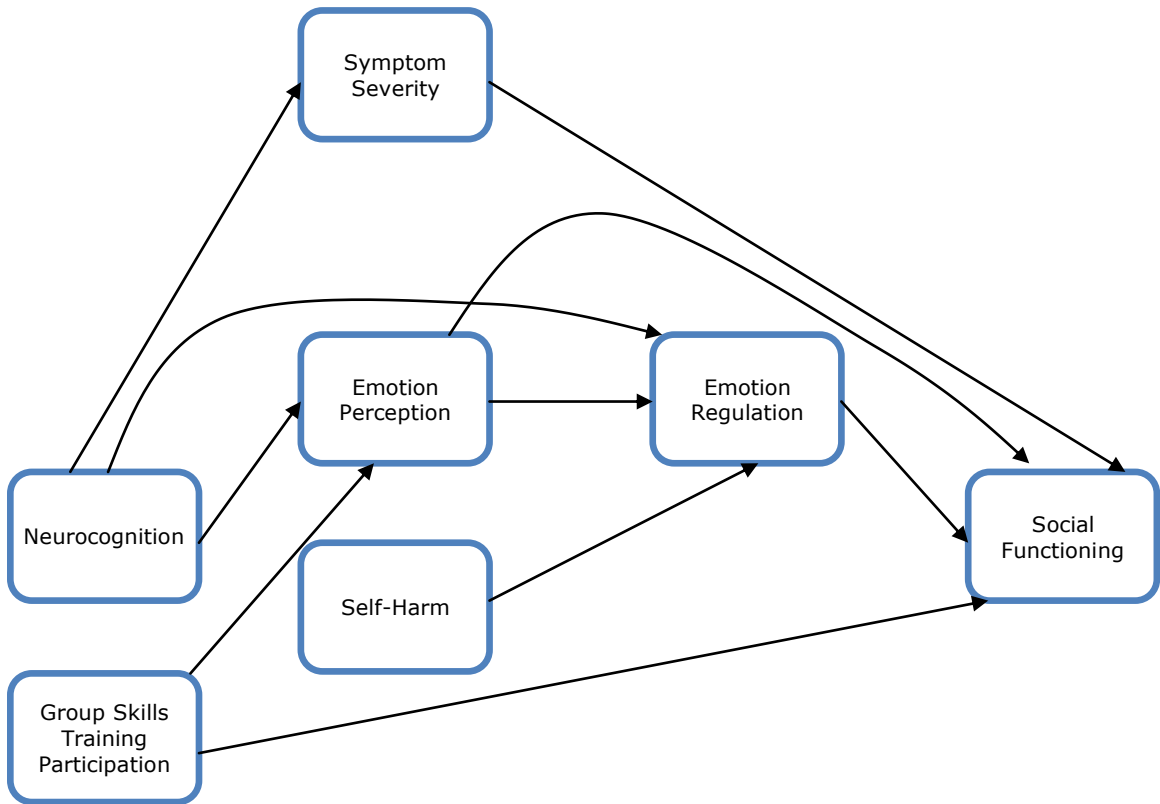 Symptom
Severity
Emotion
Perception
Emotion
Regulation
Neurocognition
Social
Functioning
Self-Harm
Group Skills
Training
Participation